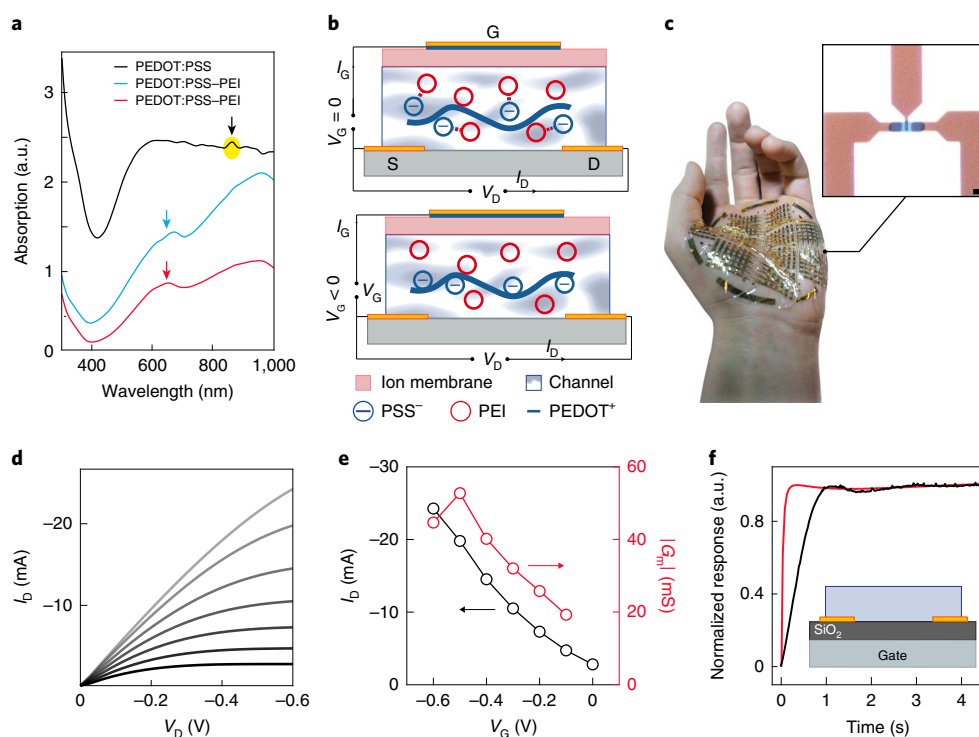 a
PEDOT:PSS
PEDOT:PSS–PEI
PEDOT:PSS–PEI
3
2
1
0
Absorption (a.u.)
400
600
800
1,000
Wavelength (nm)
b
G
I_G
V_G = 0
S
D
I_D
V_D
I_G
V_G < 0
V_G
I_D
V_D
Ion membrane
Channel
PSS⁻
PEI
PEDOT⁺
c
d
I_D (mA)
–20
–10
0
–0.2
–0.4
–0.6
V_D (V)
e
I_D (mA)
–30
–20
–10
0
–0.6
–0.4
–0.2
0
V_G (V)
60
40
20
0
|G_m| (mS)
f
Normalized response (a.u.)
0.8
0
SiO₂
Gate
0
1
2
3
4
Time (s)